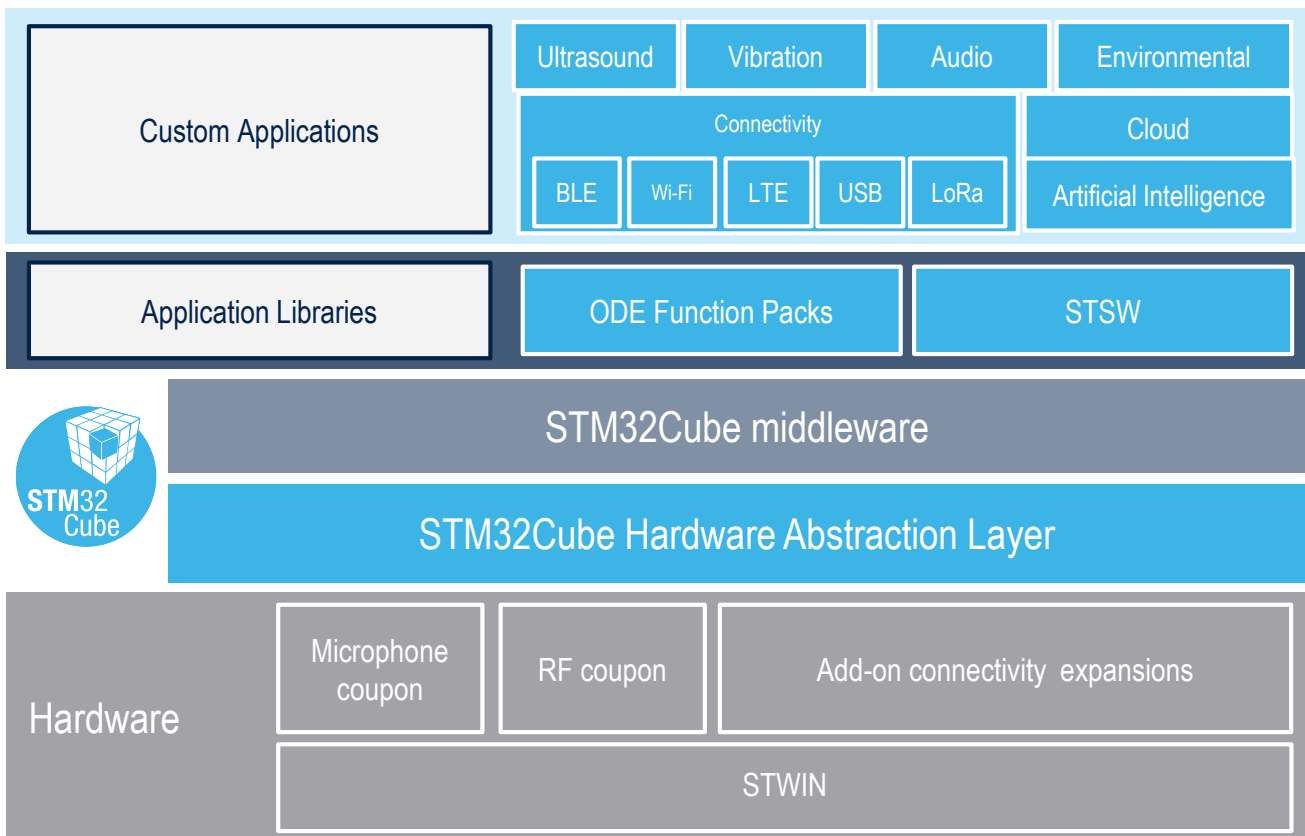 Custom Applications
Ultrasound
Vibration
Audio
Environmental
Connectivity
BLE
Wi-Fi
LTE
USB
LoRa
Cloud
Artificial Intelligence
Application Libraries
ODE Function Packs
STSW
STM32
Cube
STM32Cube middleware
STM32Cube Hardware Abstraction Layer
Hardware
Microphone
coupon
RF coupon
Add-on connectivity expansions
STWIN